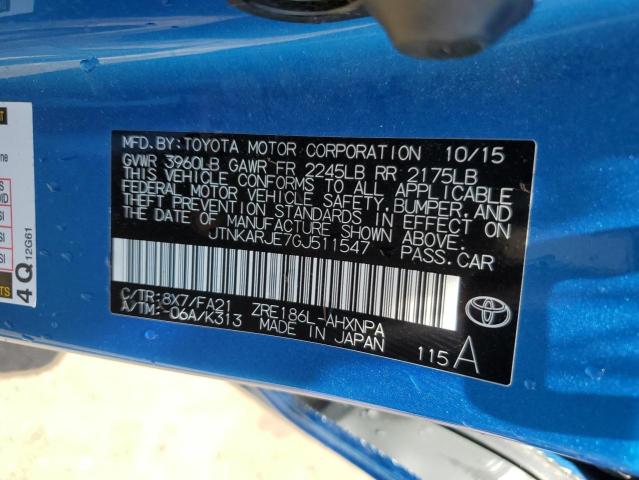 MFD.BY:TOYOTA MOTOR CORPORATION 10/15
GVWR 3960LB GAWR FR 2245LB RR 2175LB
THIS VEHICLE CONFORMS TO ALL APPLICABLE
FEDERAL MOTOR VEHICLE SAFETY,BUMPER,AND
THEFT PREVENTION STANDARDS IN EFFECT ON
THE DATE OF MANUFACTURE SHOWN ABOVE.
JTNKARJE7GJ511547 PASS.CAR
C/TR:8X7/FA21 ZRE186L-AHXNPA
A/TM:-06A/K313 MADE IN JAPAN
115 A
4Q 12G61